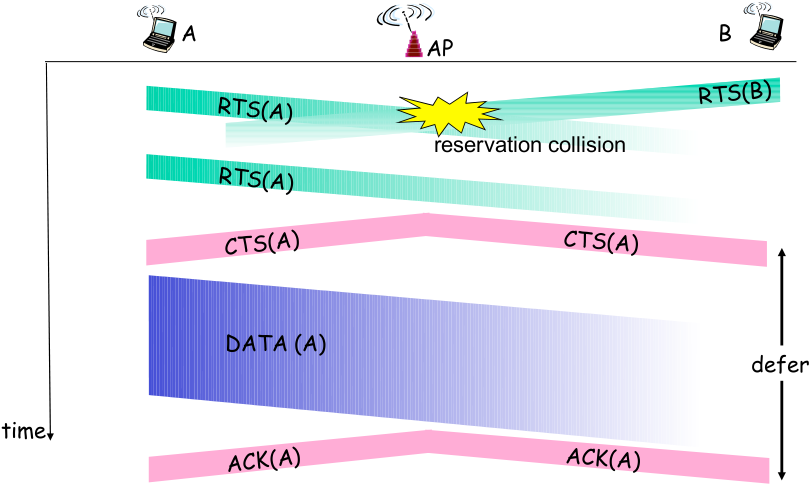 A
AP
B
RTS(A)
RTS(B)
reservation collision
RTS(A)
CTS(A)
CTS(A)
DATA (A)
defer
time
ACK(A)
ACK(A)